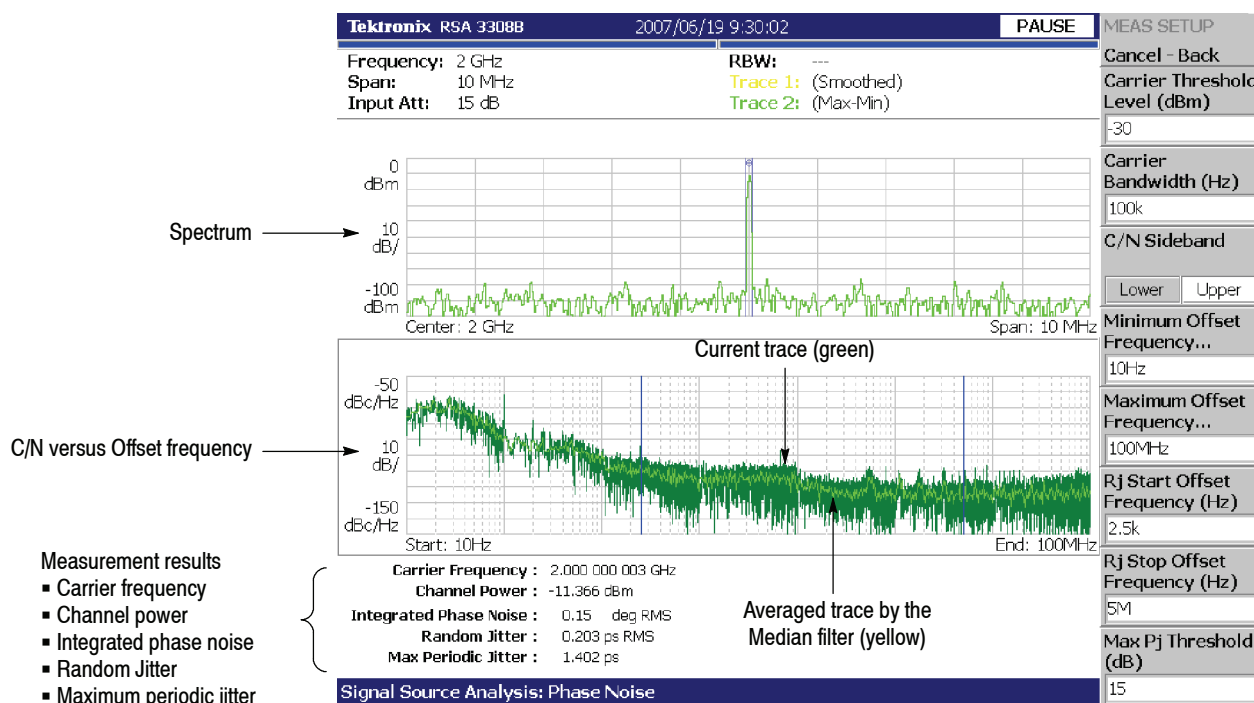 Tektronix RSA 3308B 2007/06/19 9:30:02 PAUSE
Frequency: 2 GHz
Span: 10 MHz
Input Att: 15 dB
RBW: ---
Trace 1: (Smoothed)
Trace 2: (Max-Min)
0
dBm
10
dB/
-100
dBm
Center: 2 GHz Span: 10 MHz
Spectrum
Current trace (green)
-50
dBc/Hz
10
dB/
-150
dBc/Hz
Start: 10Hz End: 100MHz
C/N versus Offset frequency
Averaged trace by the
Median filter (yellow)
Measurement results
▪ Carrier frequency
▪ Channel power
▪ Integrated phase noise
▪ Random Jitter
▪ Maximum periodic jitter
Carrier Frequency : 2.000 000 003 GHz
Channel Power : -11.366 dBm
Integrated Phase Noise : 0.15 deg RMS
Random Jitter : 0.203 ps RMS
Max Periodic Jitter : 1.402 ps
Signal Source Analysis: Phase Noise
MEAS SETUP
Cancel - Back
Carrier Threshold
Level (dBm)
-30
Carrier
Bandwidth (Hz)
100k
C/N Sideband
Lower Upper
Minimum Offset
Frequency...
10Hz
Maximum Offset
Frequency...
100MHz
Rj Start Offset
Frequency (Hz)
2.5k
Rj Stop Offset
Frequency (Hz)
5M
Max Pj Threshold
(dB)
15